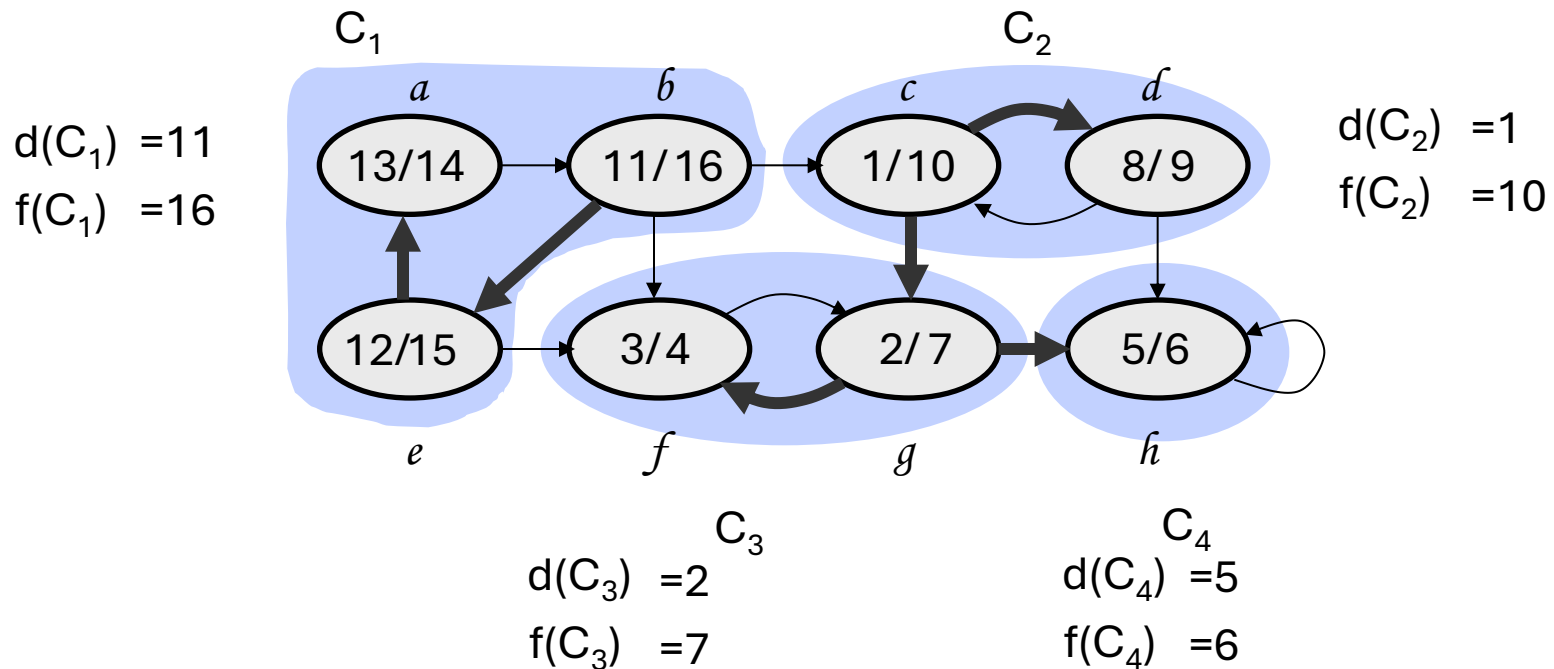 C₁
C₂
a
b
c
d
d(C₁) =11
f(C₁) =16
13/14
11/16
1/10
8/9
d(C₂) =1
f(C₂) =10
12/15
3/4
2/7
5/6
e
f
g
h
C₃
d(C₃) =2
f(C₃) =7
C₄
d(C₄) =5
f(C₄) =6